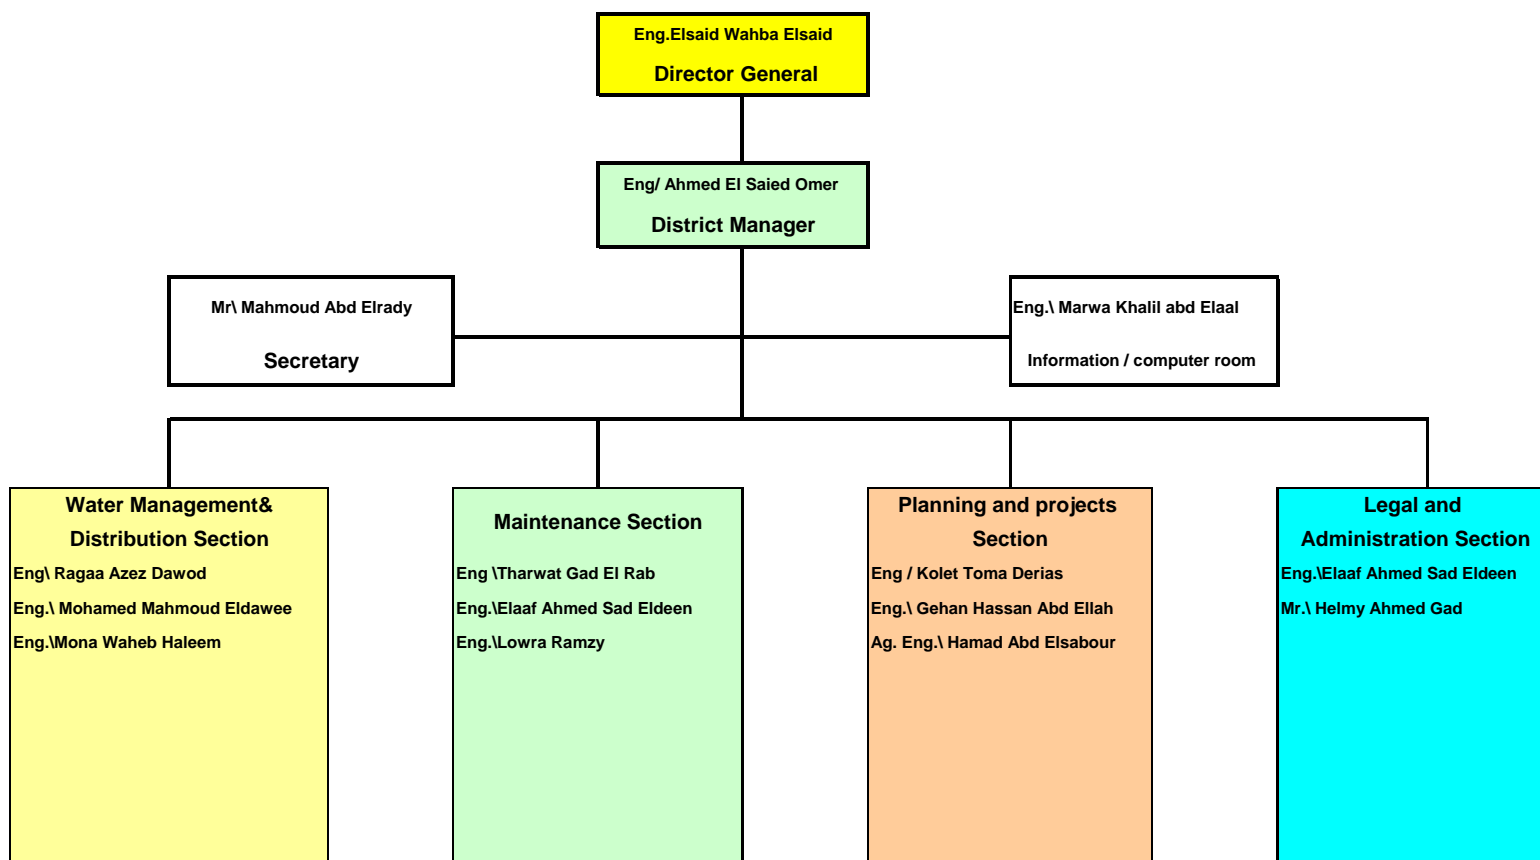 Eng.Elsaid Wahba Elsaid
Director General
Eng/ Ahmed El Saied Omer
District Manager
Mr\ Mahmoud Abd Elrady
Secretary
Eng.\ Marwa Khalil abd Elaal
Information / computer room
Water Management&
Distribution Section
Eng\ Ragaa Azez Dawod
Eng.\ Mohamed Mahmoud Eldawee
Eng.\Mona Waheb Haleem
Maintenance Section
Eng \Tharwat Gad El Rab
Eng.\Elaaf Ahmed Sad Eldeen
Eng.\Lowra Ramzy
Planning and projects
Section
Eng / Kolet Toma Derias
Eng.\ Gehan Hassan Abd Ellah
Ag. Eng.\ Hamad Abd Elsabour
Legal and
Administration Section
Eng.\Elaaf Ahmed Sad Eldeen
Mr.\ Helmy Ahmed Gad